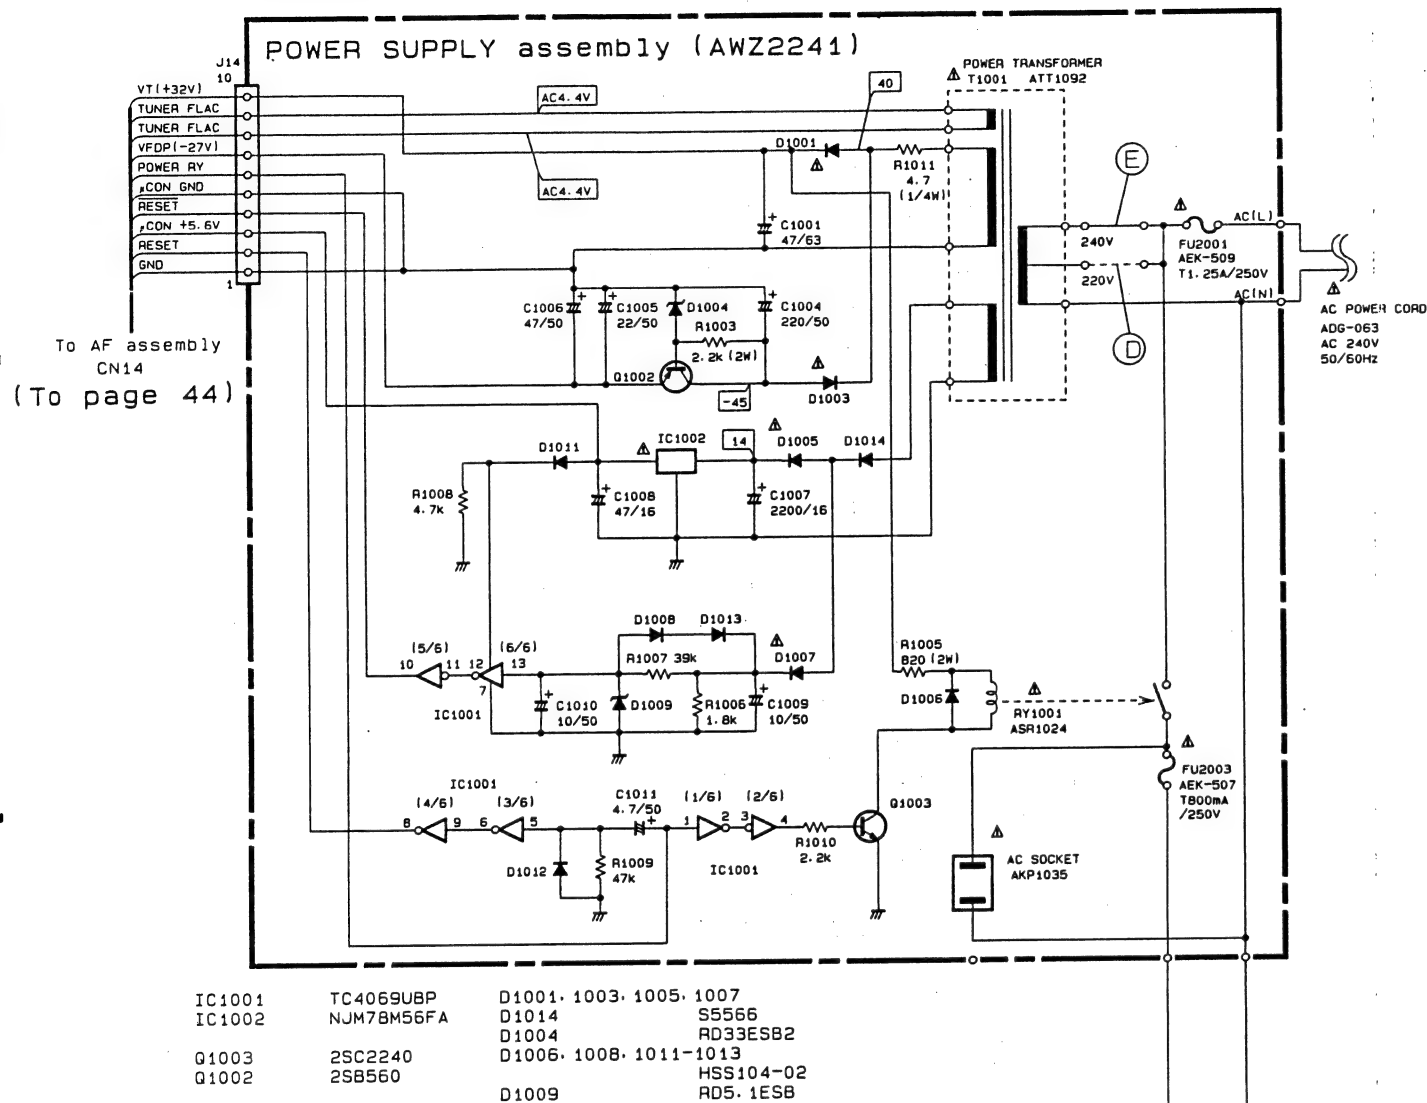 POWER SUPPLY assembly (AWZ2241)
J14
10
VT(+32V)
TUNER FLAC
TUNER FLAC
VFDP(-27V)
POWER RY
μCON GND
RESET
μCON +5.6V
RESET
GND
1
To AF assembly
CN14
(To page 44)
AC4.4V
AC4.4V
40
POWER TRANSFORMER
T1001 ATT1092
D1001
R1011
4.7
(1/4W)
C1001
47/63
E
240V
220V
D
FU2001
AEK-509
T1.25A/250V
AC(L)
AC(N)
AC POWER CORD
ADG-063
AC 240V
50/60Hz
C1006
47/50
C1005
22/50
D1004
R1003
2.2k (2W)
C1004
220/50
Q1002
-45
D1003
D1011
IC1002
14
D1005
D1014
R1008
4.7k
C1008
47/16
C1007
2200/16
D1008
D1013
(5/6)
(6/6)
10
11
12
13
7
IC1001
R1007 39k
D1007
C1010
10/50
D1009
R1006
1.8k
C1009
10/50
R1005
820 (2W)
D1006
RY1001
ASR1024
FU2003
AEK-507
T800mA
/250V
IC1001
(4/6)
(3/6)
8
9
6
5
C1011
4.7/50
(1/6)
(2/6)
1
2
3
4
IC1001
D1012
R1009
47k
R1010
2.2k
Q1003
AC SOCKET
AKP1035
IC1001 TC4069UBP
IC1002 NJM78M56FA
Q1003 2SC2240
Q1002 2SB560
D1001, 1003, 1005, 1007
D1014 S5566
D1004 RD33ESB2
D1006, 1008, 1011-1013
HSS104-02
D1009 RD5.1ESB